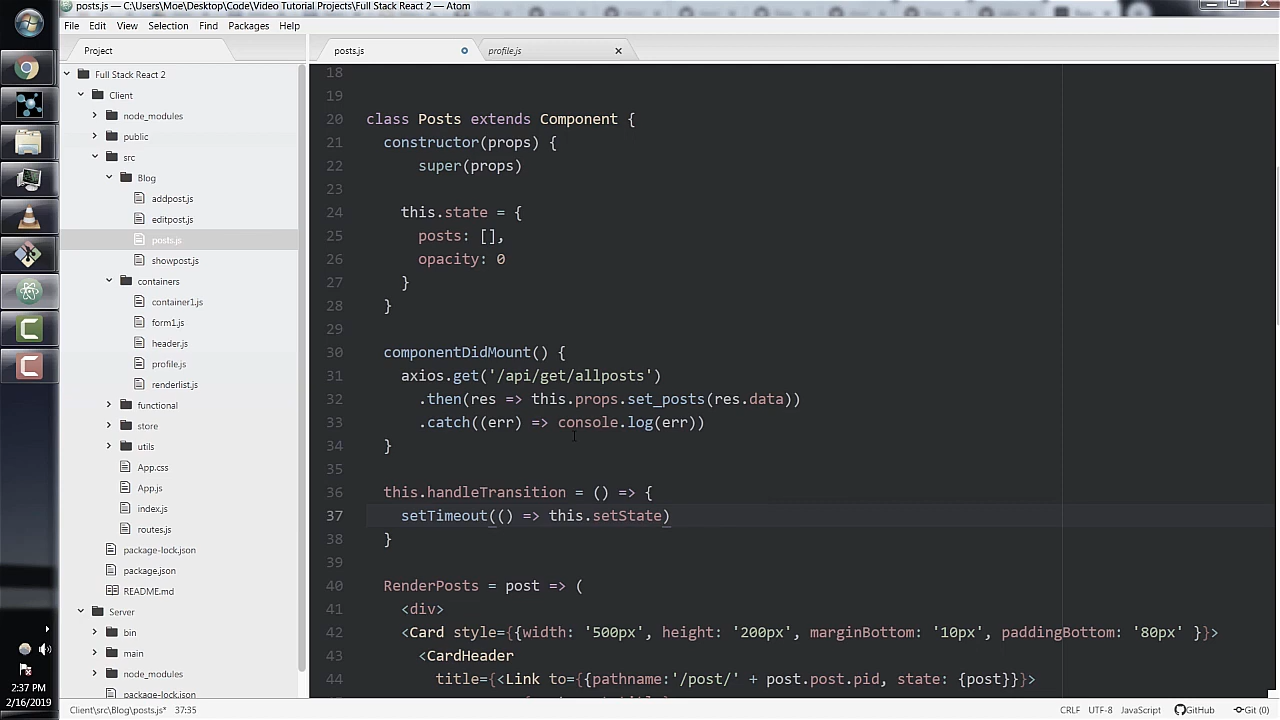 posts.js — C:\Users\Moe\Desktop\Code\Video Tutorial Projects\Full Stack React 2 — Atom
File Edit View Selection Find Packages Help
Project
posts.js
profile.js
Full Stack React 2
Client
node_modules
public
src
Blog
addpost.js
editpost.js
posts.js
showpost.js
containers
container1.js
form1.js
header.js
profile.js
renderlist.js
functional
store
utils
App.css
App.js
index.js
routes.js
package-lock.json
package.json
README.md
Server
bin
main
node_modules
package-lock.json
18
19
20 class Posts extends Component {
21 constructor(props) {
22 super(props)
23
24 this.state = {
25 posts: [],
26 opacity: 0
27 }
28 }
29
30 componentDidMount() {
31 axios.get('/api/get/allposts')
32 .then(res => this.props.set_posts(res.data))
33 .catch((err) => console.log(err))
34 }
35
36 this.handleTransition = () => {
37 setTimeout(() => this.setState)
38 }
39
40 RenderPosts = post => (
41 <div>
42 <Card style={{width: '500px', height: '200px', marginBottom: '10px', paddingBottom: '80px' }}>
43 <CardHeader
44 title={<Link to={{pathname:'/post/' + post.post.pid, state: {post}}}>
2:37 PM
2/16/2019
Client\src\Blog\posts.js* 37:35
CRLF UTF-8 JavaScript GitHub Git (0)